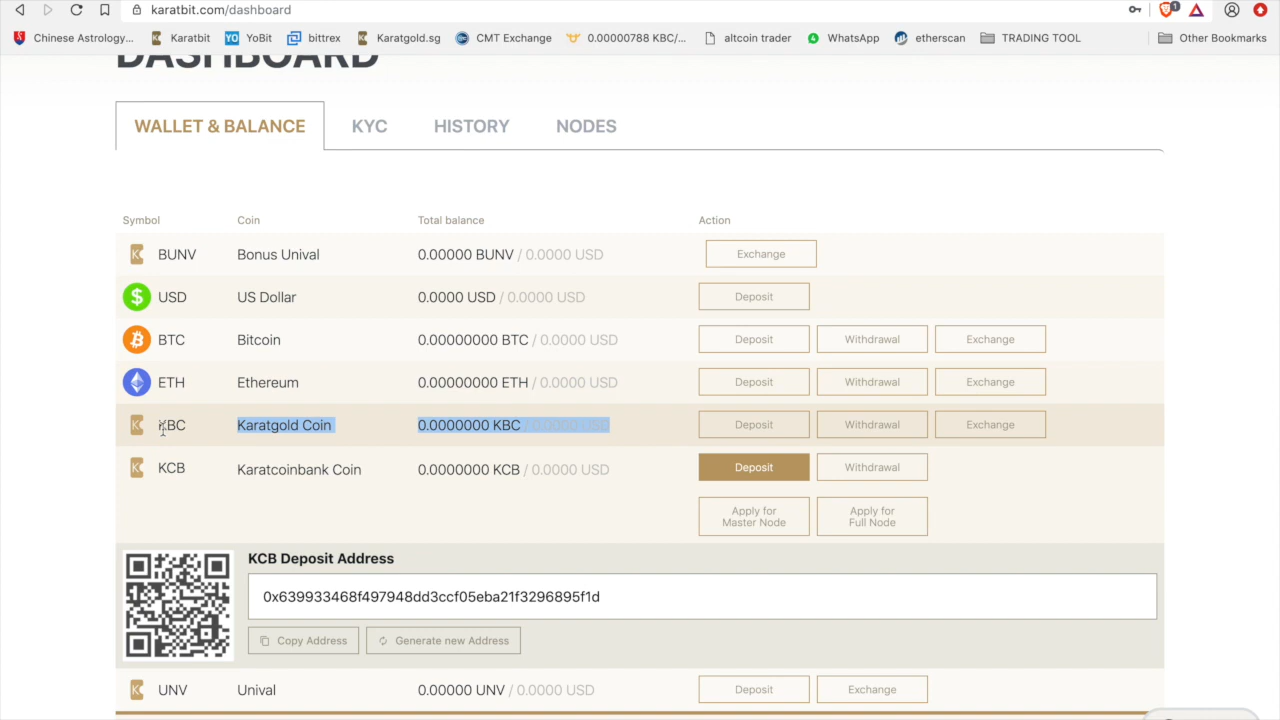 karatbit.com/dashboard
1
Chinese Astrology... Karatbit YO YoBit bittrex Karatgold.sg CMT Exchange 0.00000788 KBC/... altcoin trader 4 WhatsApp etherscan TRADING TOOL Other Bookmarks
DASHBOARD
WALLET & BALANCE KYC HISTORY NODES
Symbol Coin Total balance Action
BUNV Bonus Unival 0.00000 BUNV / 0.0000 USD Exchange
$ USD US Dollar 0.0000 USD / 0.0000 USD Deposit
BTC Bitcoin 0.00000000 BTC / 0.0000 USD Deposit Withdrawal Exchange
ETH Ethereum 0.00000000 ETH / 0.0000 USD Deposit Withdrawal Exchange
KBC Karatgold Coin 0.0000000 KBC / 0.0000 USD Deposit Withdrawal Exchange
KCB Karatcoinbank Coin 0.0000000 KCB / 0.0000 USD Deposit Withdrawal
Apply for Apply for
Master Node Full Node
KCB Deposit Address
0x639933468f497948dd3ccf05eba21f3296895f1d
Copy Address Generate new Address
UNV Unival 0.00000 UNV / 0.0000 USD Deposit Exchange